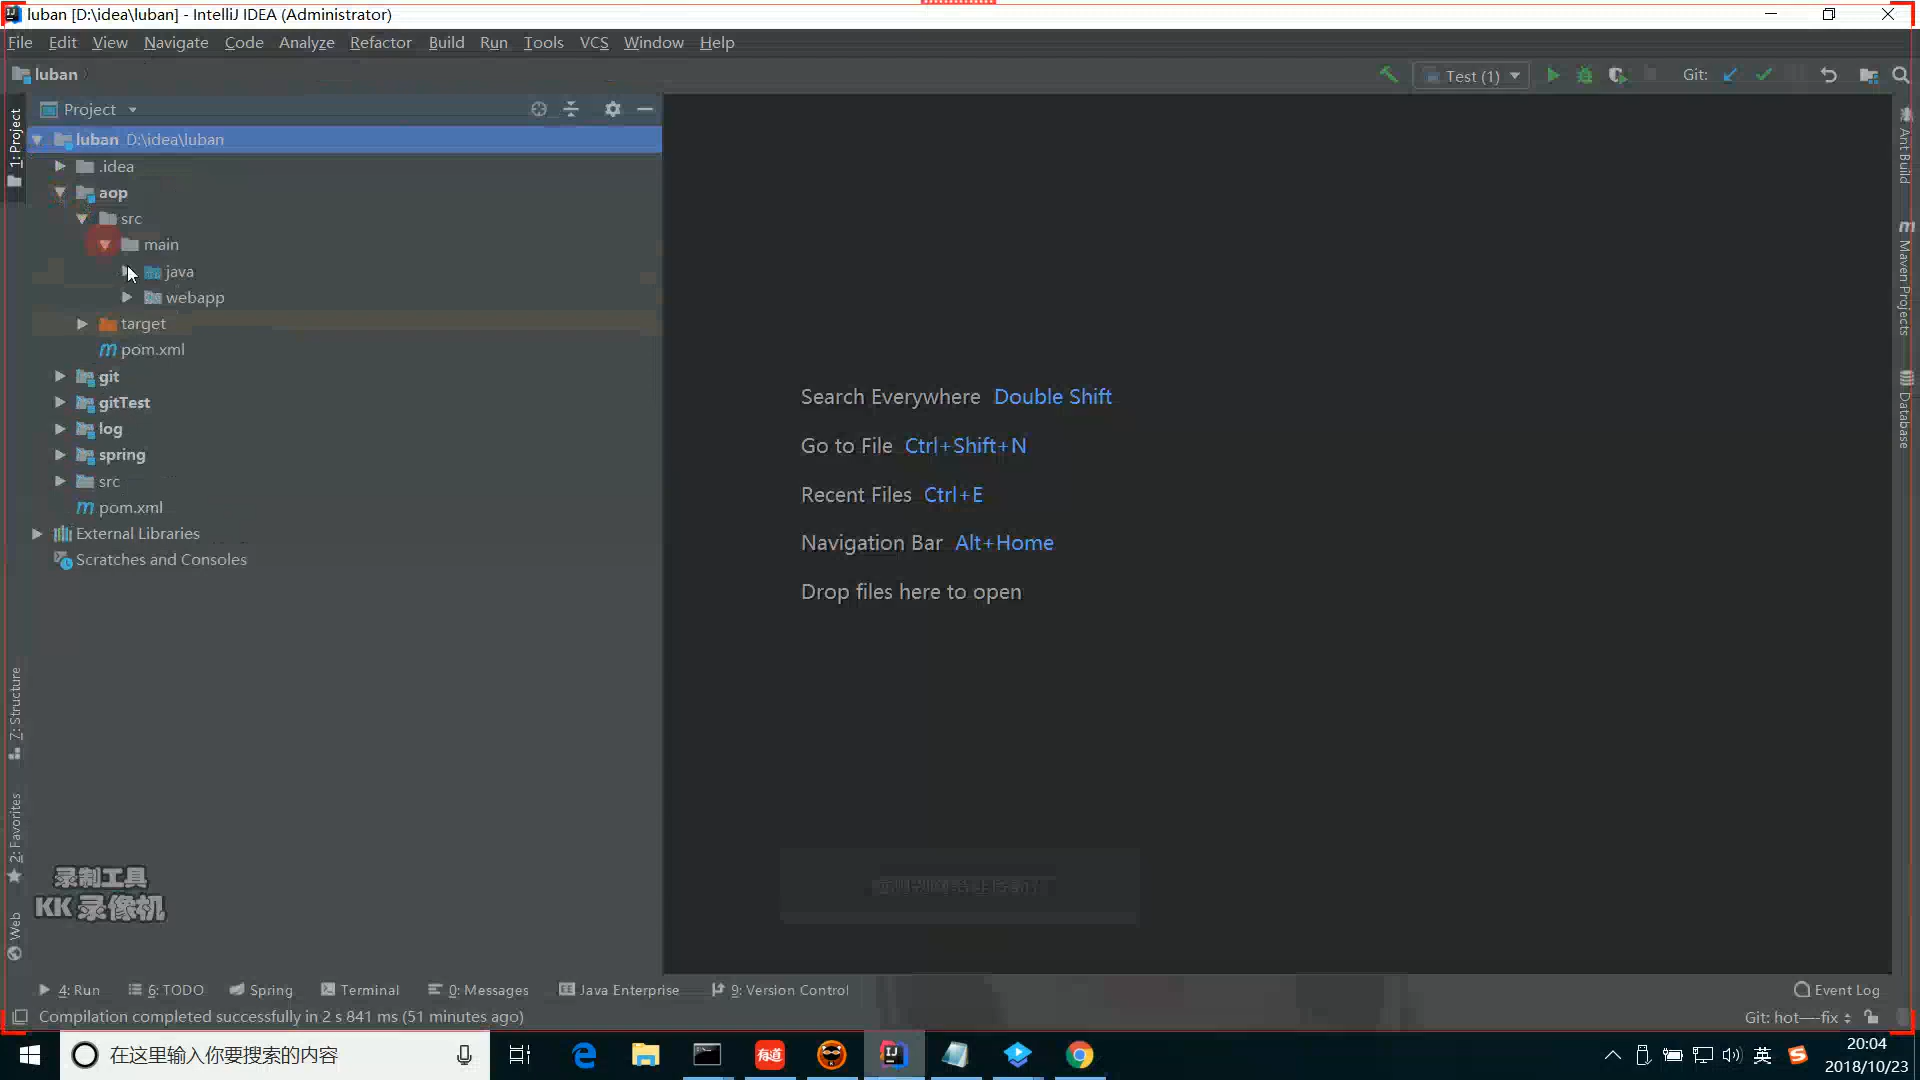 luban [D:\idea\luban] - IntelliJ IDEA (Administrator)
File Edit View Navigate Code Analyze Refactor Build Run Tools VCS Window Help
luban
Test (1)
Git:
Project
1: Project
luban D:\idea\luban
.idea
aop
src
main
java
webapp
target
pom.xml
git
gitTest
log
spring
src
pom.xml
External Libraries
Scratches and Consoles
Search Everywhere Double Shift
Go to File Ctrl+Shift+N
Recent Files Ctrl+E
Navigation Bar Alt+Home
Drop files here to open
Ant Build
Maven Projects
Database
7: Structure
2: Favorites
Web
录制工具
KK 录像机
4: Run 6: TODO Spring Terminal 0: Messages Java Enterprise 9: Version Control Event Log
Compilation completed successfully in 2 s 841 ms (51 minutes ago)
Git: hot—-fix
在这里输入你要搜索的内容
有道
英
20:04
2018/10/23